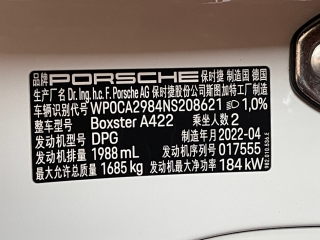 品牌 PORSCHE 保时捷 制造国 德国
生产厂名 Dr. Ing. h.c. F. Porsche AG 保时捷股份公司斯图加特工厂 制造
车辆识别代号 WP0CA2984NS208621 1,0%
整车型号 Boxster A422 乘坐人数 2
发动机型号 DPG 制造年月 2022-04
发动机排量 1988 mL 发动机号 017555
最大允许总质量 1685 kg 发动机最大净功率 184 kW